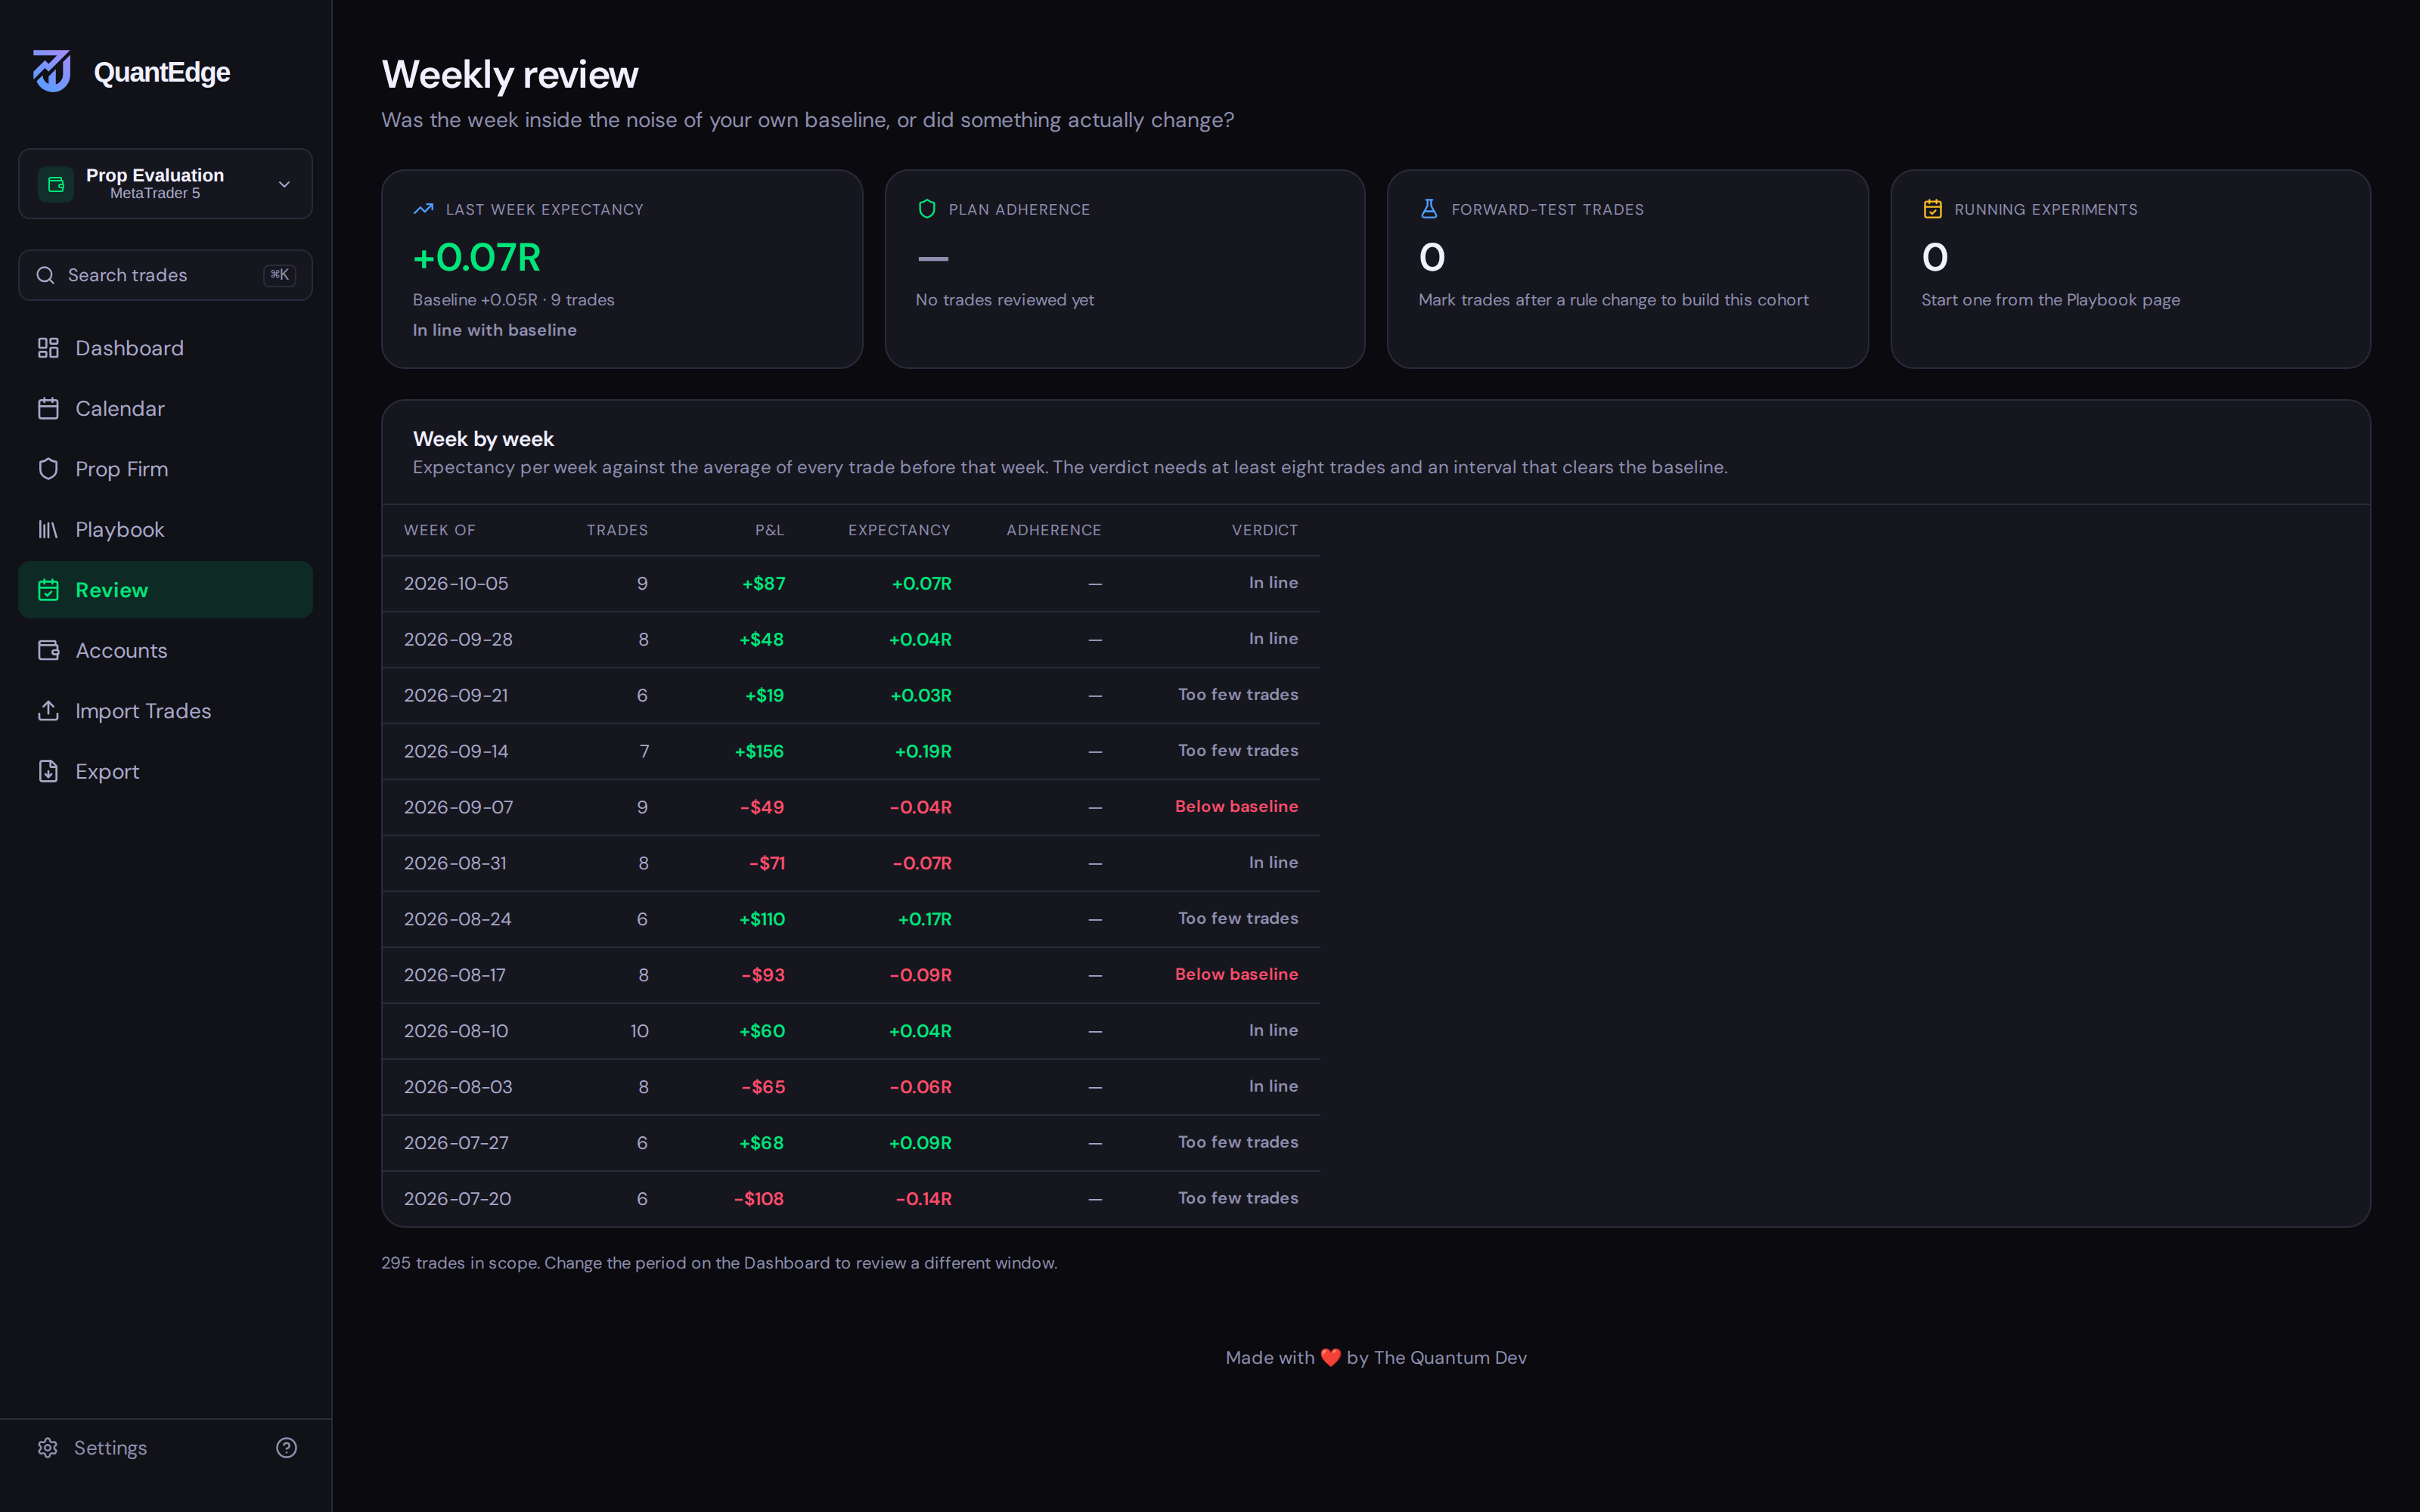 QuantEdge
Prop Evaluation
MetaTrader 5
Search trades ⌘K
Dashboard
Calendar
Prop Firm
Playbook
Review
Accounts
Import Trades
Export
Settings
Weekly review
Was the week inside the noise of your own baseline, or did something actually change?
LAST WEEK EXPECTANCY
+0.07R
Baseline +0.05R · 9 trades
In line with baseline
PLAN ADHERENCE
—
No trades reviewed yet
FORWARD-TEST TRADES
0
Mark trades after a rule change to build this cohort
RUNNING EXPERIMENTS
0
Start one from the Playbook page
Week by week
Expectancy per week against the average of every trade before that week. The verdict needs at least eight trades and an interval that clears the baseline.
WEEK OF TRADES P&L EXPECTANCY ADHERENCE VERDICT
2026-10-05 9 +$87 +0.07R — In line
2026-09-28 8 +$48 +0.04R — In line
2026-09-21 6 +$19 +0.03R — Too few trades
2026-09-14 7 +$156 +0.19R — Too few trades
2026-09-07 9 -$49 -0.04R — Below baseline
2026-08-31 8 -$71 -0.07R — In line
2026-08-24 6 +$110 +0.17R — Too few trades
2026-08-17 8 -$93 -0.09R — Below baseline
2026-08-10 10 +$60 +0.04R — In line
2026-08-03 8 -$65 -0.06R — In line
2026-07-27 6 +$68 +0.09R — Too few trades
2026-07-20 6 -$108 -0.14R — Too few trades
295 trades in scope. Change the period on the Dashboard to review a different window.
Made with ❤️ by The Quantum Dev